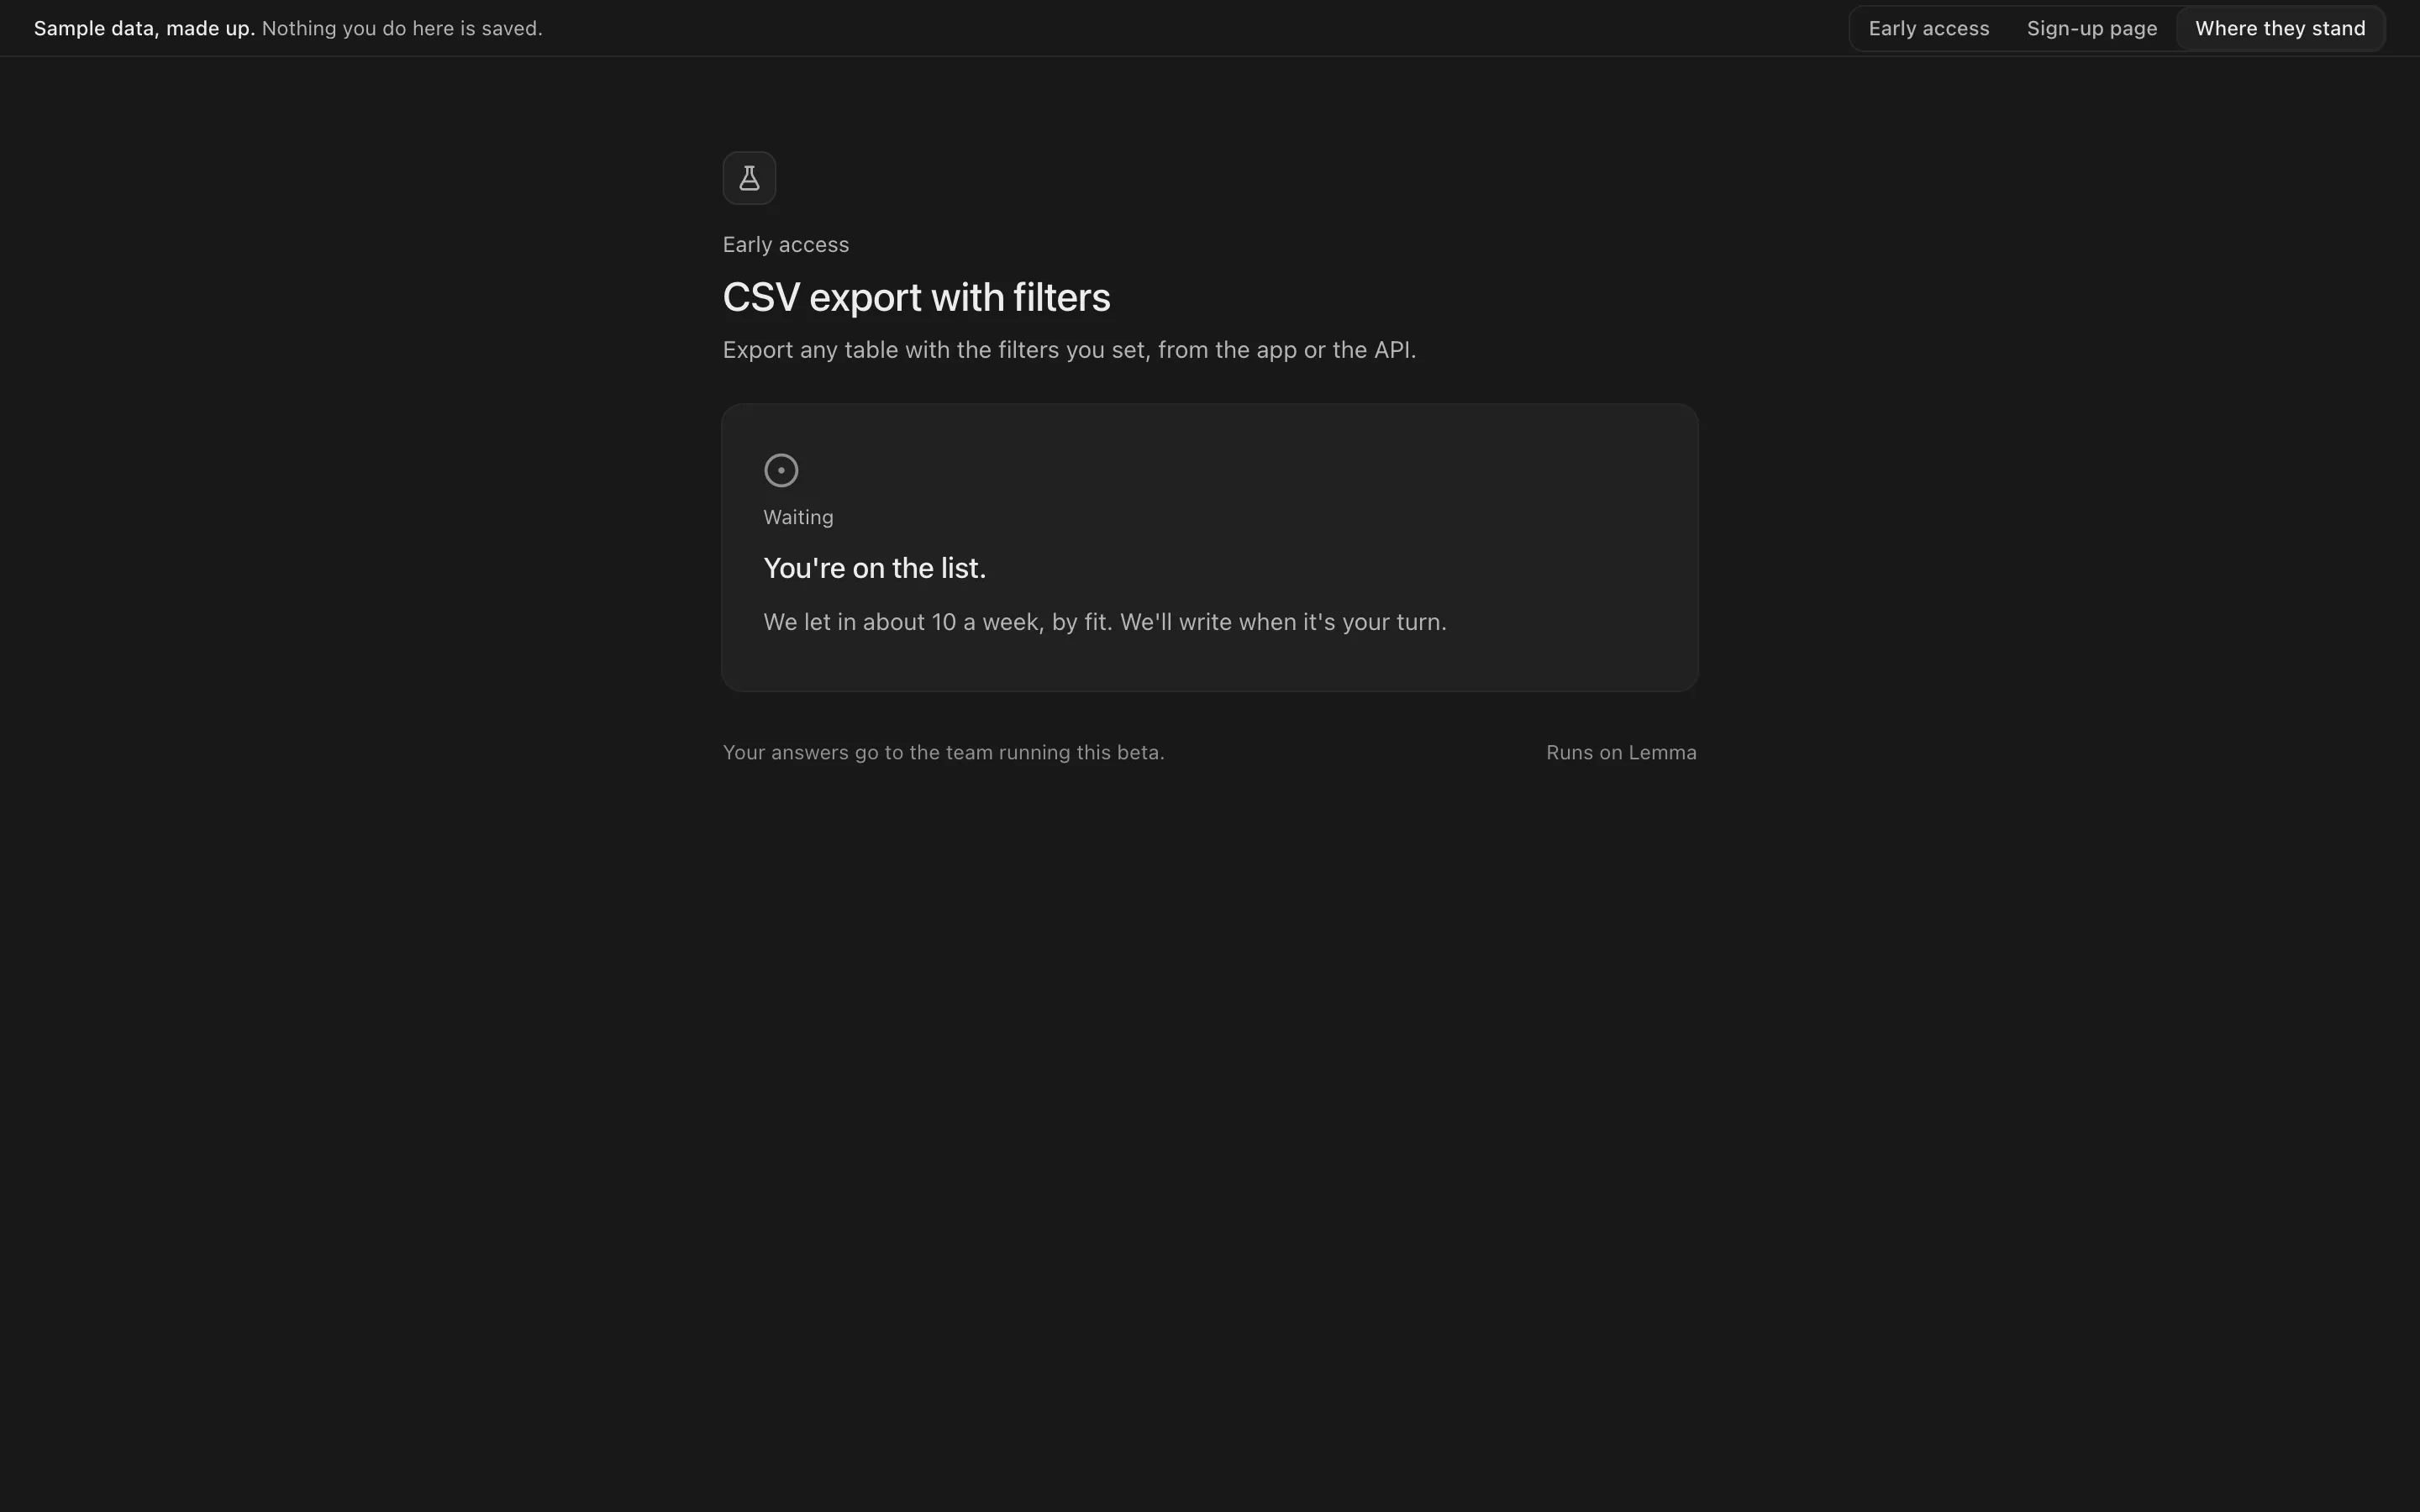 Sample data, made up. Nothing you do here is saved.
Early access
Sign-up page
Where they stand
Early access
CSV export with filters
Export any table with the filters you set, from the app or the API.
Waiting
You're on the list.
We let in about 10 a week, by fit. We'll write when it's your turn.
Your answers go to the team running this beta.
Runs on Lemma